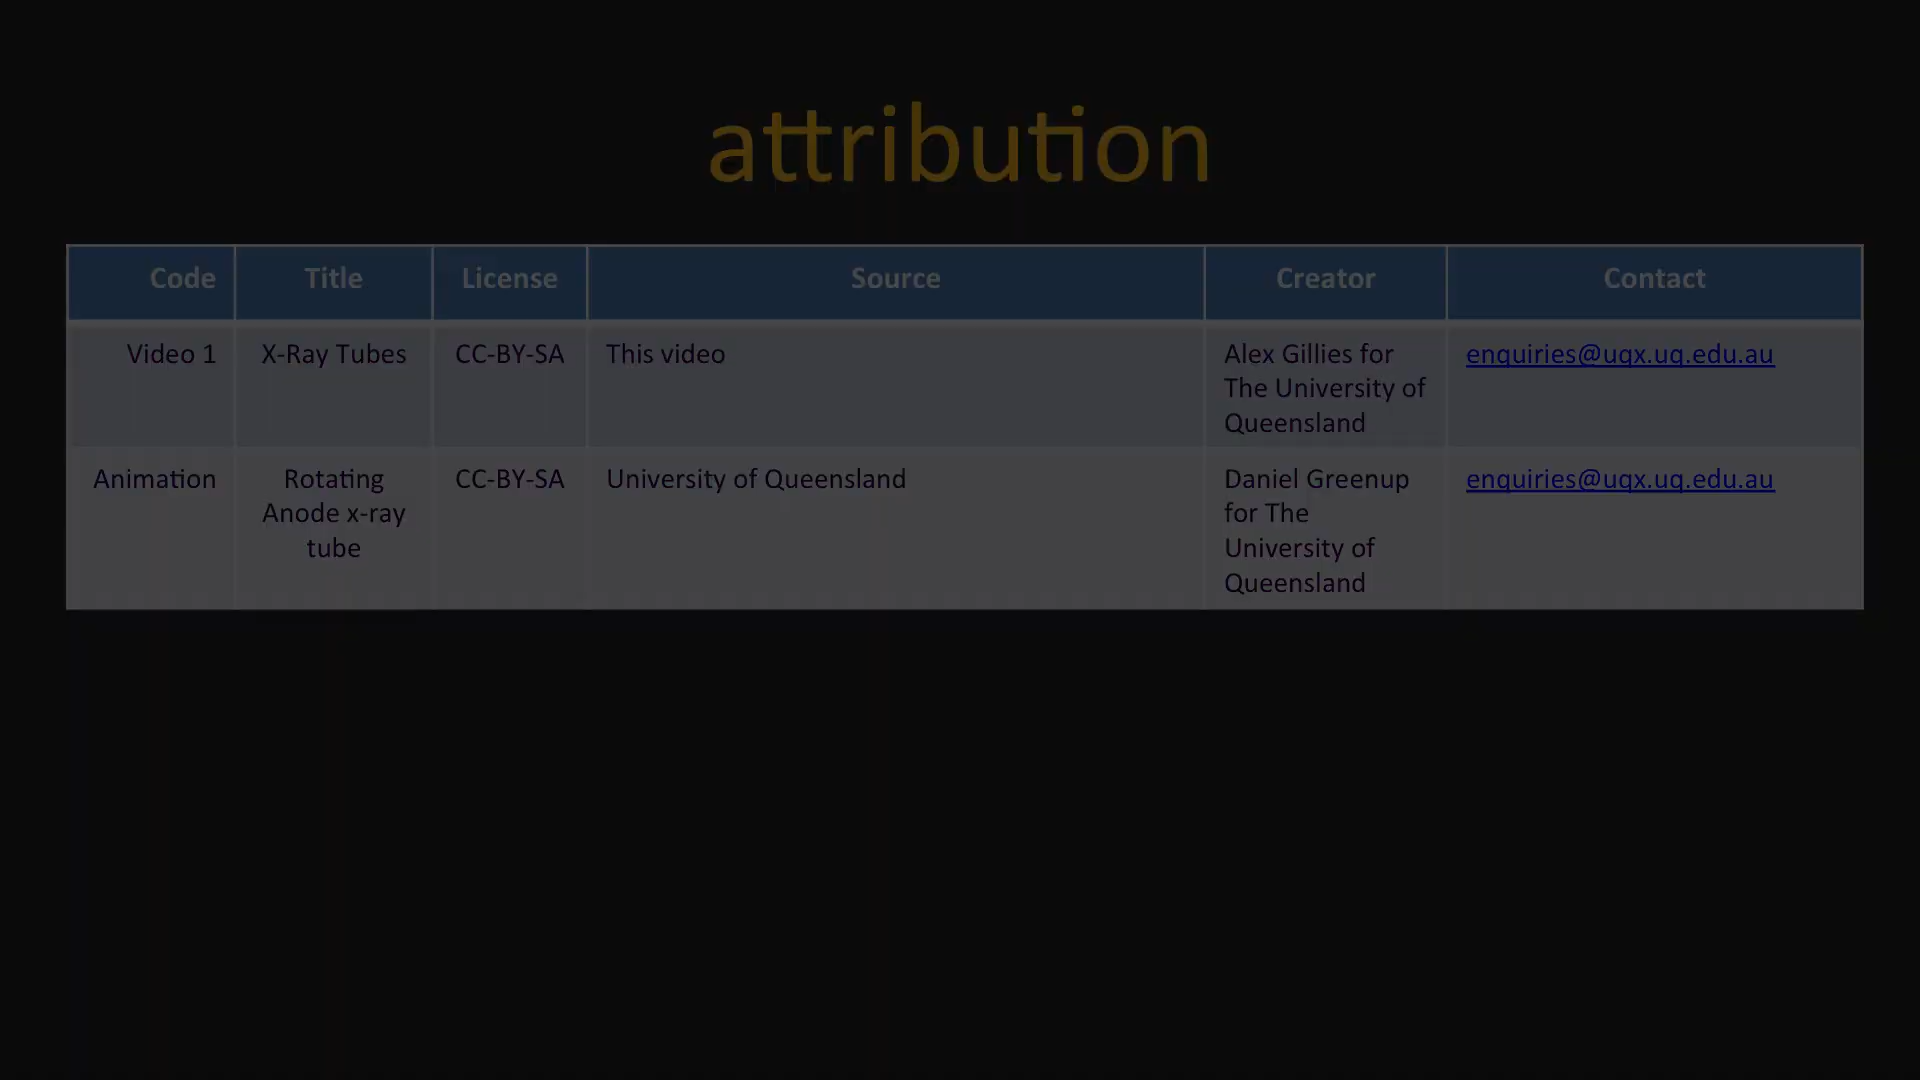 attribution
Code Title License Source Creator Contact
Video 1 X-Ray Tubes CC-BY-SA This video Alex Gillies for enquiries@uqx.uq.edu.au
The University of
Queensland
Animation Rotating CC-BY-SA University of Queensland Daniel Greenup enquiries@uqx.uq.edu.au
Anode x-ray for The
tube University of
Queensland